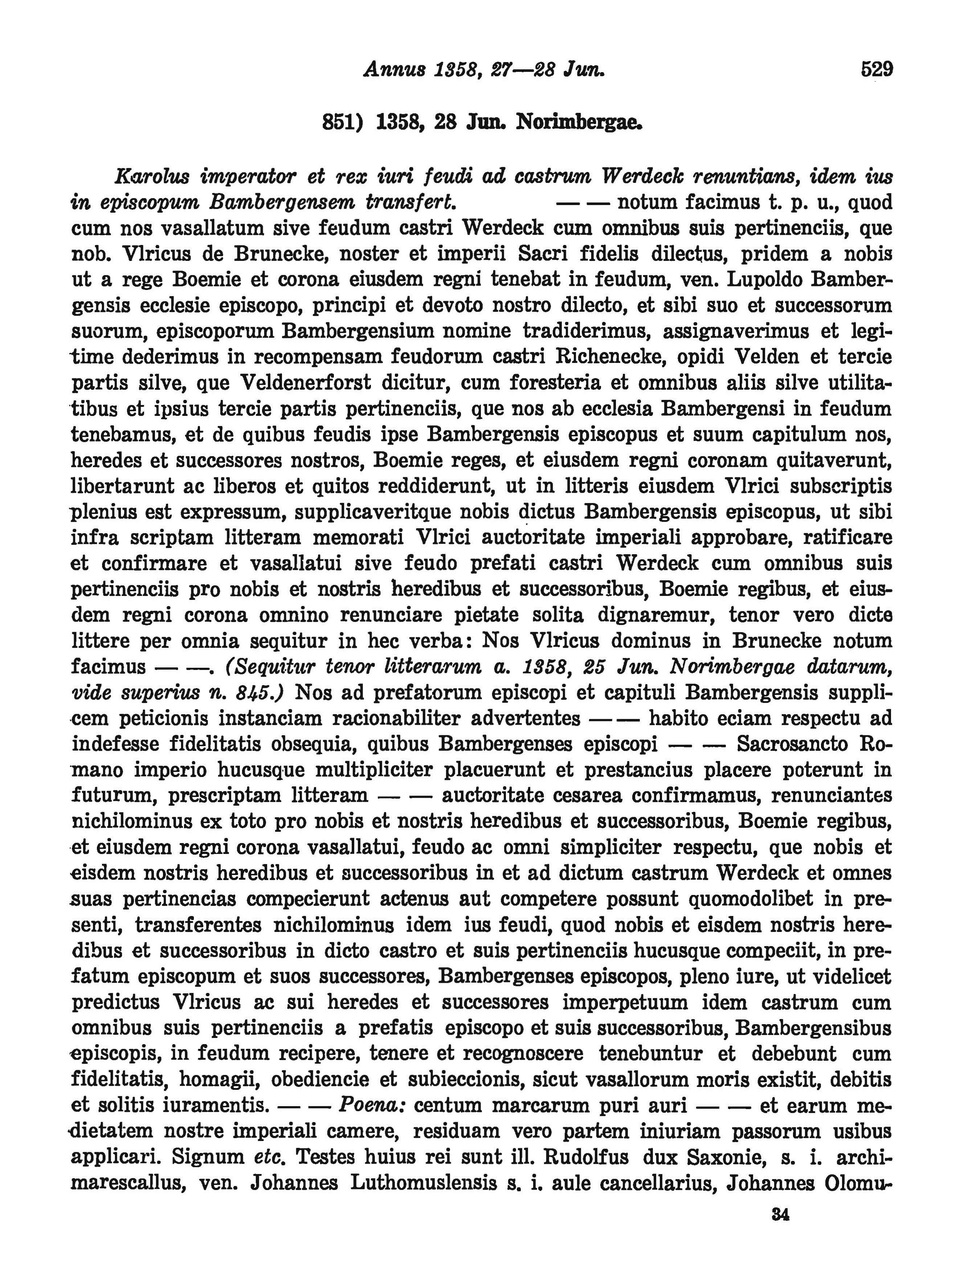 Annus 1358, 27—28 Jun. 529
851) 1358, 28 Jun. Norimbergae.
Karolus imperator et rex iuri feudi ad castrum Werdeck renuntians, idem ius
in episcopum Bambergensem transfert. — — notum facimus t. p. u., quod
cum nos vasallatum sive feudum castri Werdeck cum omnibus suis pertinenciis, que
nob. Vlricus de Brunecke, noster et imperii Sacri fidelis dilectus, pridem a nobis
ut a rege Boemie et corona eiusdem regni tenebat in feudum, ven. Lupoldo Bamber-
gensis ecclesie episcopo, principi et devoto nostro dilecto, et sibi suo et successorum
suorum, episcoporum Bambergensium nomine tradiderimus, assignaverimus et legi-
time dederimus in recompensam feudorum castri Richenecke, opidi Velden et tercie
partis silve, que Veldenerforst dicitur, cum foresteria et omnibus aliis silve utilita-
tibus et ipsius tercie partis pertinenciis, que nos ab ecclesia Bambergensi in feudum
tenebamus, et de quibus feudis ipse Bambergensis episcopus et suum capitulum nos,
heredes et successores nostros, Boemie reges, et eiusdem regni coronam quitaverunt,
libertarunt ac liberos et quitos reddiderunt, ut in litteris eiusdem Vlrici subscriptis
plenius est expressum, supplicaveritque nobis dictus Bambergensis episcopus, ut sibi
infra scriptam litteram memorati Vlrici auctoritate imperiali approbare, ratificare
et confirmare et vasallatui sive feudo prefati castri Werdeck cum omnibus suis
pertinenciis pro nobis et nostris heredibus et successoribus, Boemie regibus, et eius-
dem regni corona omnino renunciare pietate solita dignaremur, tenor vero dicte
littere per omnia sequitur in hec verba: Nos Vlricus dominus in Brunecke notum
facimus — —. (Sequitur tenor litterarum a. 1358, 25 Jun. Norimbergae datarum,
vide superius n. 845.) Nos ad prefatorum episcopi et capituli Bambergensis suppli-
cem peticionis instanciam racionabiliter advertentes — — habito eciam respectu ad
indefesse fidelitatis obsequia, quibus Bambergenses episcopi — — Sacrosancto Ro-
mano imperio hucusque multipliciter placuerunt et prestancius placere poterunt in
futurum, prescriptam litteram — — auctoritate cesarea confirmamus, renunciantes
nichilominus ex toto pro nobis et nostris heredibus et successoribus, Boemie regibus,
et eiusdem regni corona vasallatui, feudo ac omni simpliciter respectu, que nobis et
eisdem nostris heredibus et successoribus in et ad dictum castrum Werdeck et omnes
suas pertinencias compecierunt actenus aut competere possunt quomodolibet in pre-
senti, transferentes nichilominus idem ius feudi, quod nobis et eisdem nostris here-
dibus et successoribus in dicto castro et suis pertinenciis hucusque compeciit, in pre-
fatum episcopum et suos successores, Bambergenses episcopos, pleno iure, ut videlicet
predictus Vlricus ac sui heredes et successores imperpetuum idem castrum cum
omnibus suis pertinenciis a prefatis episcopo et suis successoribus, Bambergensibus
episcopis, in feudum recipere, tenere et recognoscere tenebuntur et debebunt cum
fidelitatis, homagii, obediencie et subieccionis, sicut vasallorum moris existit, debitis
et solitis iuramentis. — — Poena: centum marcarum puri auri — — et earum me-
dietatem nostre imperiali camere, residuam vero partem iniuriam passorum usibus
applicari. Signum etc. Testes huius rei sunt ill. Rudolfus dux Saxonie, s. i. archi-
marescallus, ven. Johannes Luthomuslensis s. i. aule cancellarius, Johannes Olomu-
34